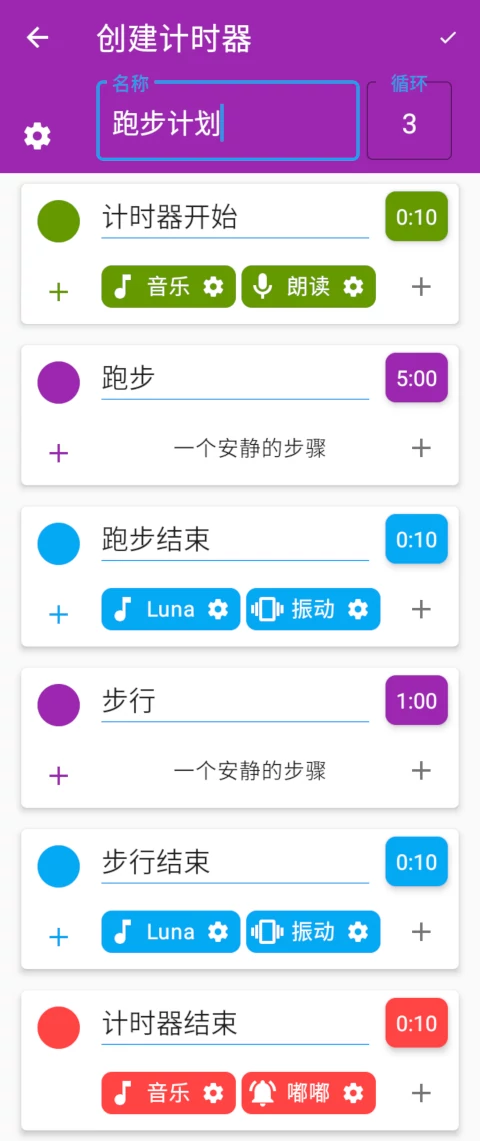 创建计时器
名称
循环
跑步计划
3
计时器开始
0:10
音乐
朗读
跑步
5:00
一个安静的步骤
跑步结束
0:10
Luna
振动
步行
1:00
一个安静的步骤
步行结束
0:10
Luna
振动
计时器结束
0:10
音乐
嘟嘟